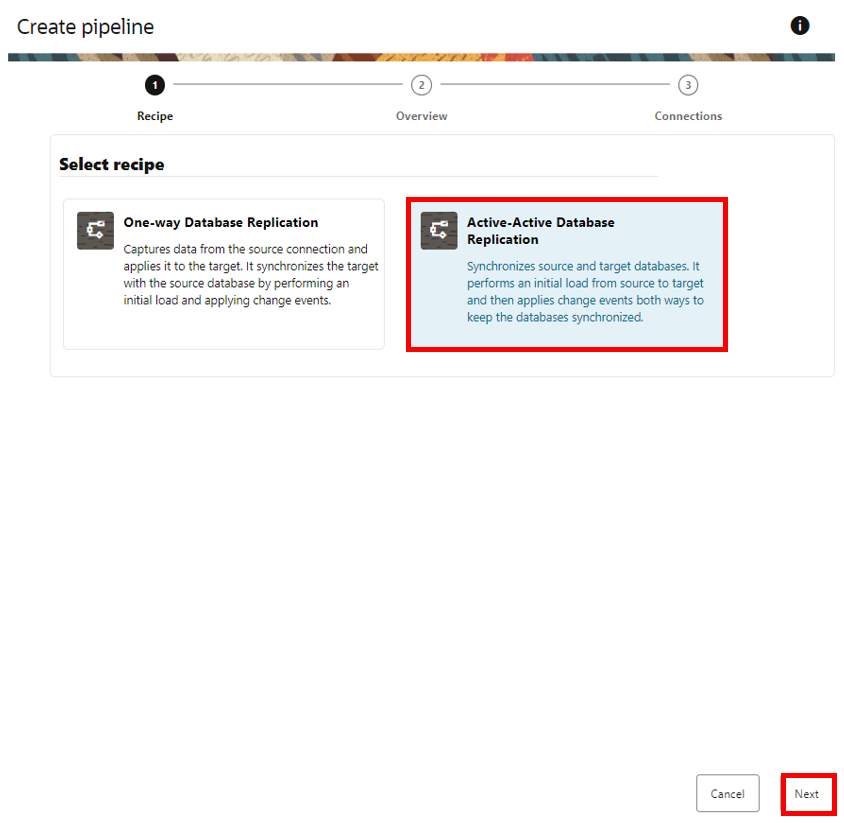 Create pipeline
i
1
2
3
Recipe
Overview
Connections
Select recipe
One-way Database Replication
Captures data from the source connection and
applies it to the target. It synchronizes the target
with the source database by performing an
initial load and applying change events.
Active-Active Database
Replication
Synchronizes source and target databases. It
performs an initial load from source to target
and then applies change events both ways to
keep the databases synchronized.
Cancel
Next